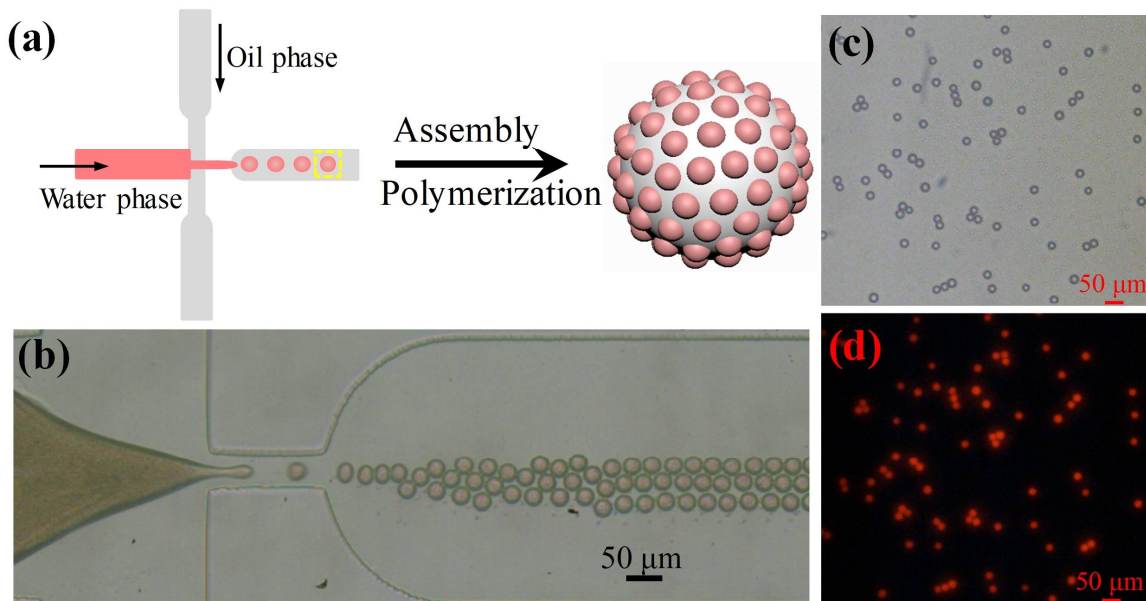 (a)
Oil phase
Water phase
Assembly
Polymerization
(b)
50 μm
(c)
50 μm
(d)
50 μm